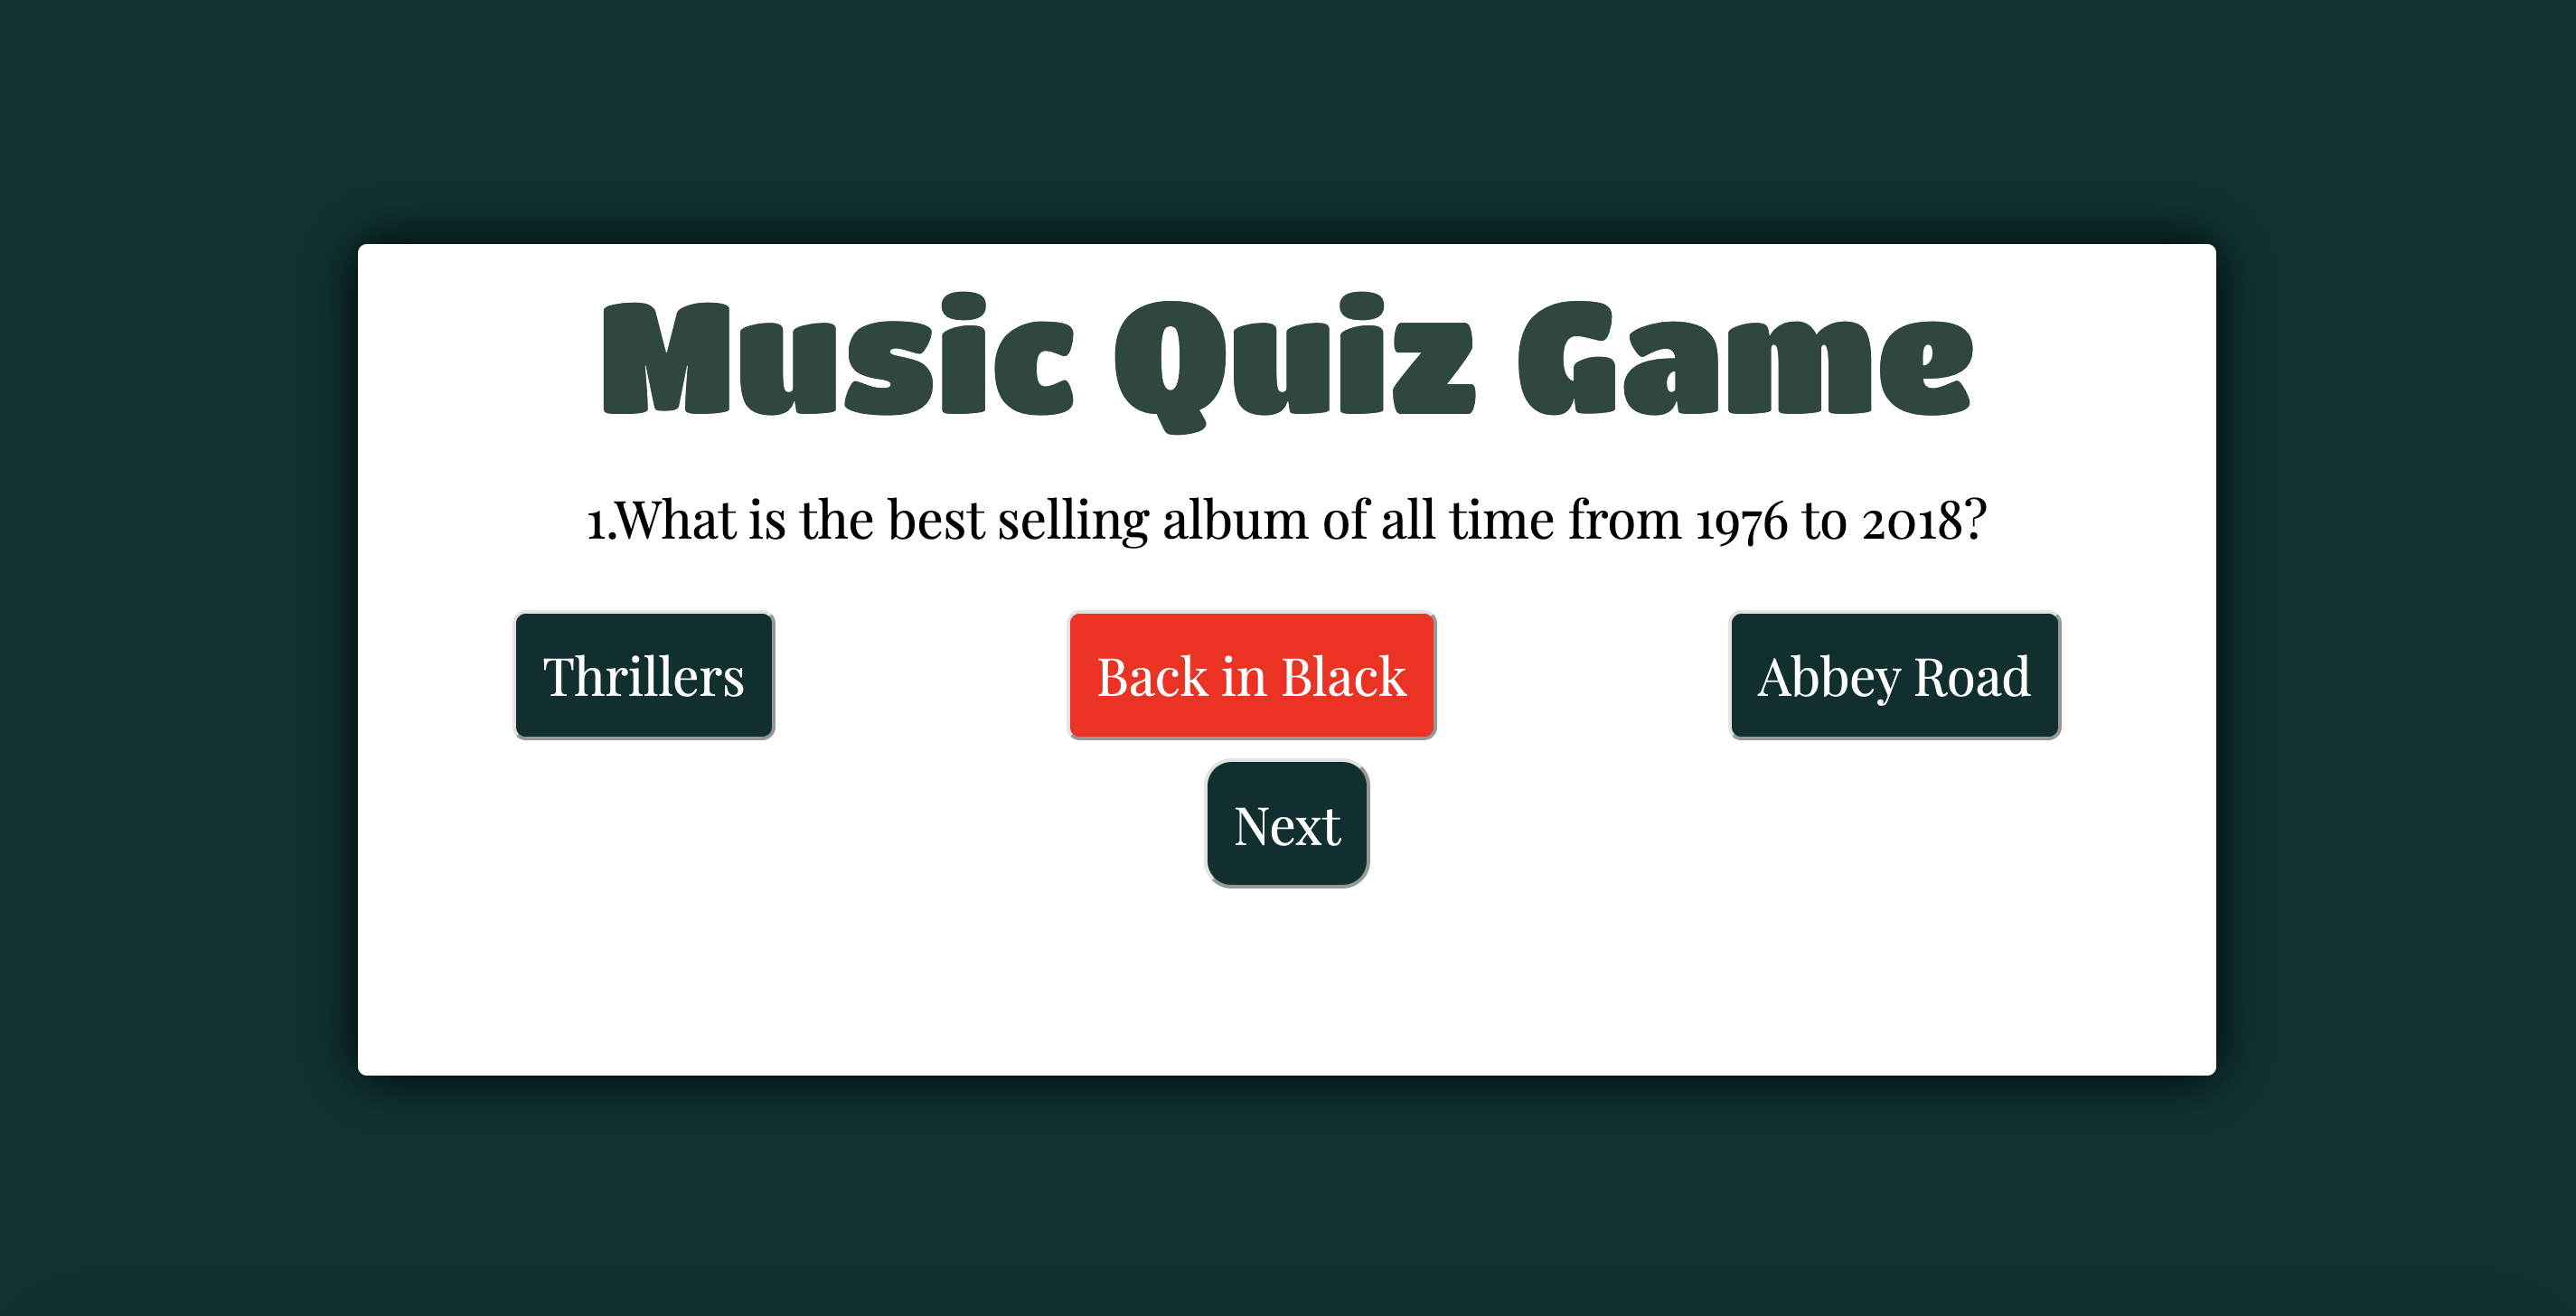 Music Quiz Game
1.What is the best selling album of all time from 1976 to 2018?
Thrillers
Back in Black
Abbey Road
Next